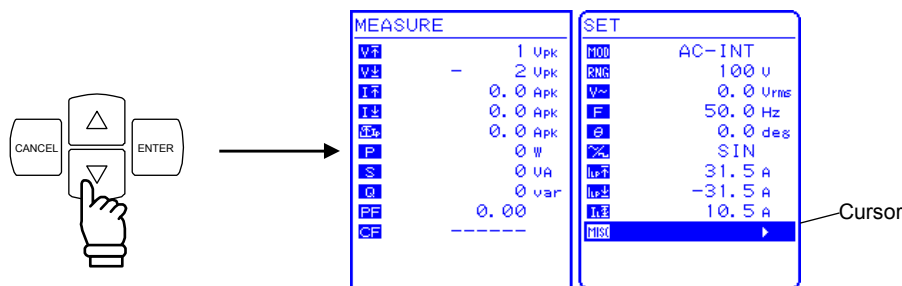 CANCEL
ENTER
MEASURE
V 1 Vpk
V - 2 Vpk
I 0.0 Apk
I 0.0 Apk
0.0 Apk
P 0 W
S 0 VA
Q 0 var
PF 0.00
CF ------
SET
MOD AC-INT
RNG 100 V
V~ 0.0 Vrms
F 50.0 Hz
θ 0.0 deg
SIN
31.5 A
-31.5 A
10.5 A
MISC
Cursor